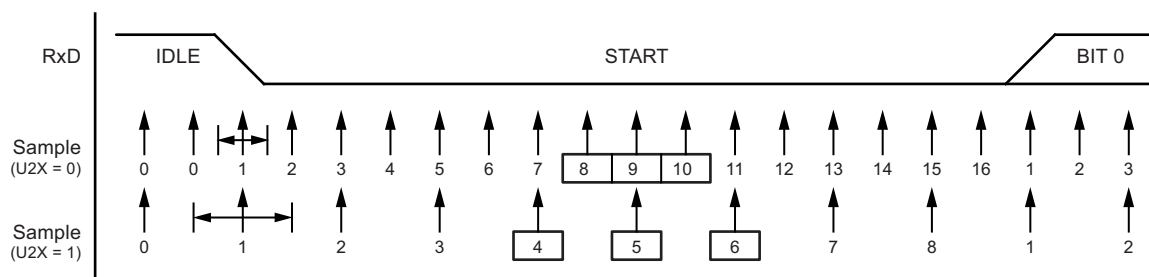 RxD IDLE START BIT 0
Sample
(U2X = 0)
0 0 1 2 3 4 5 6 7 8 9 10 11 12 13 14 15 16 1 2 3
Sample
(U2X = 1)
0 1 2 3 4 5 6 7 8 1 2